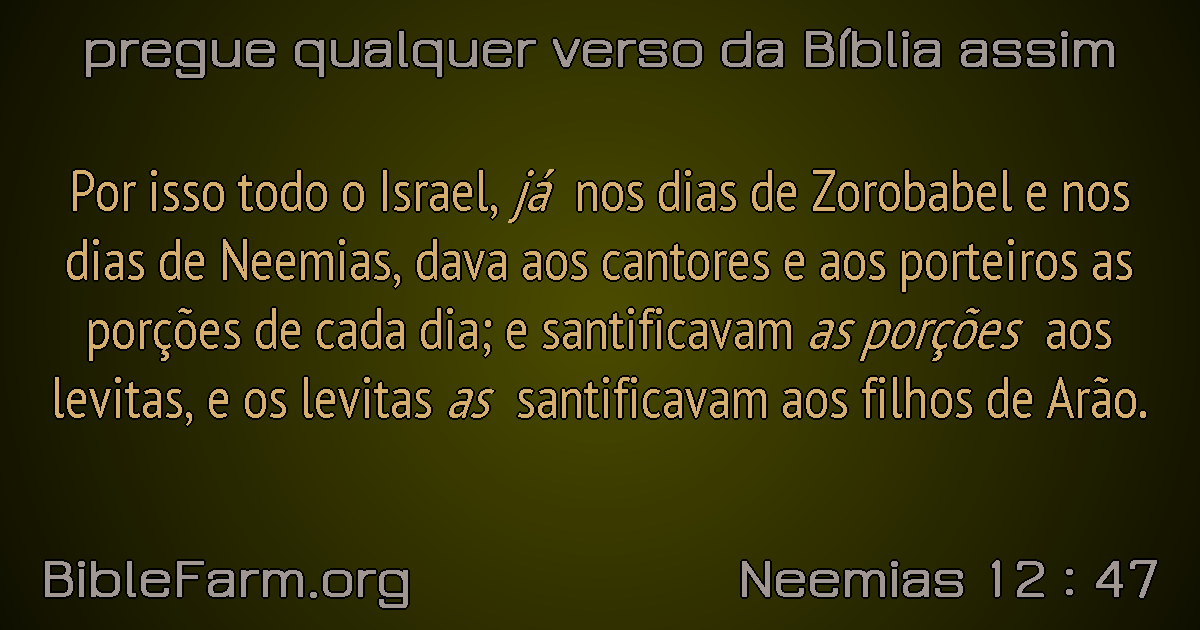 pregue qualquer verso da Bíblia assim
Por isso todo o Israel, já nos dias de Zorobabel e nos
dias de Neemias, dava aos cantores e aos porteiros as
porções de cada dia; e santificavam as porções aos
levitas, e os levitas as santificavam aos filhos de Arão.
BibleFarm.org
Neemias 12 : 47